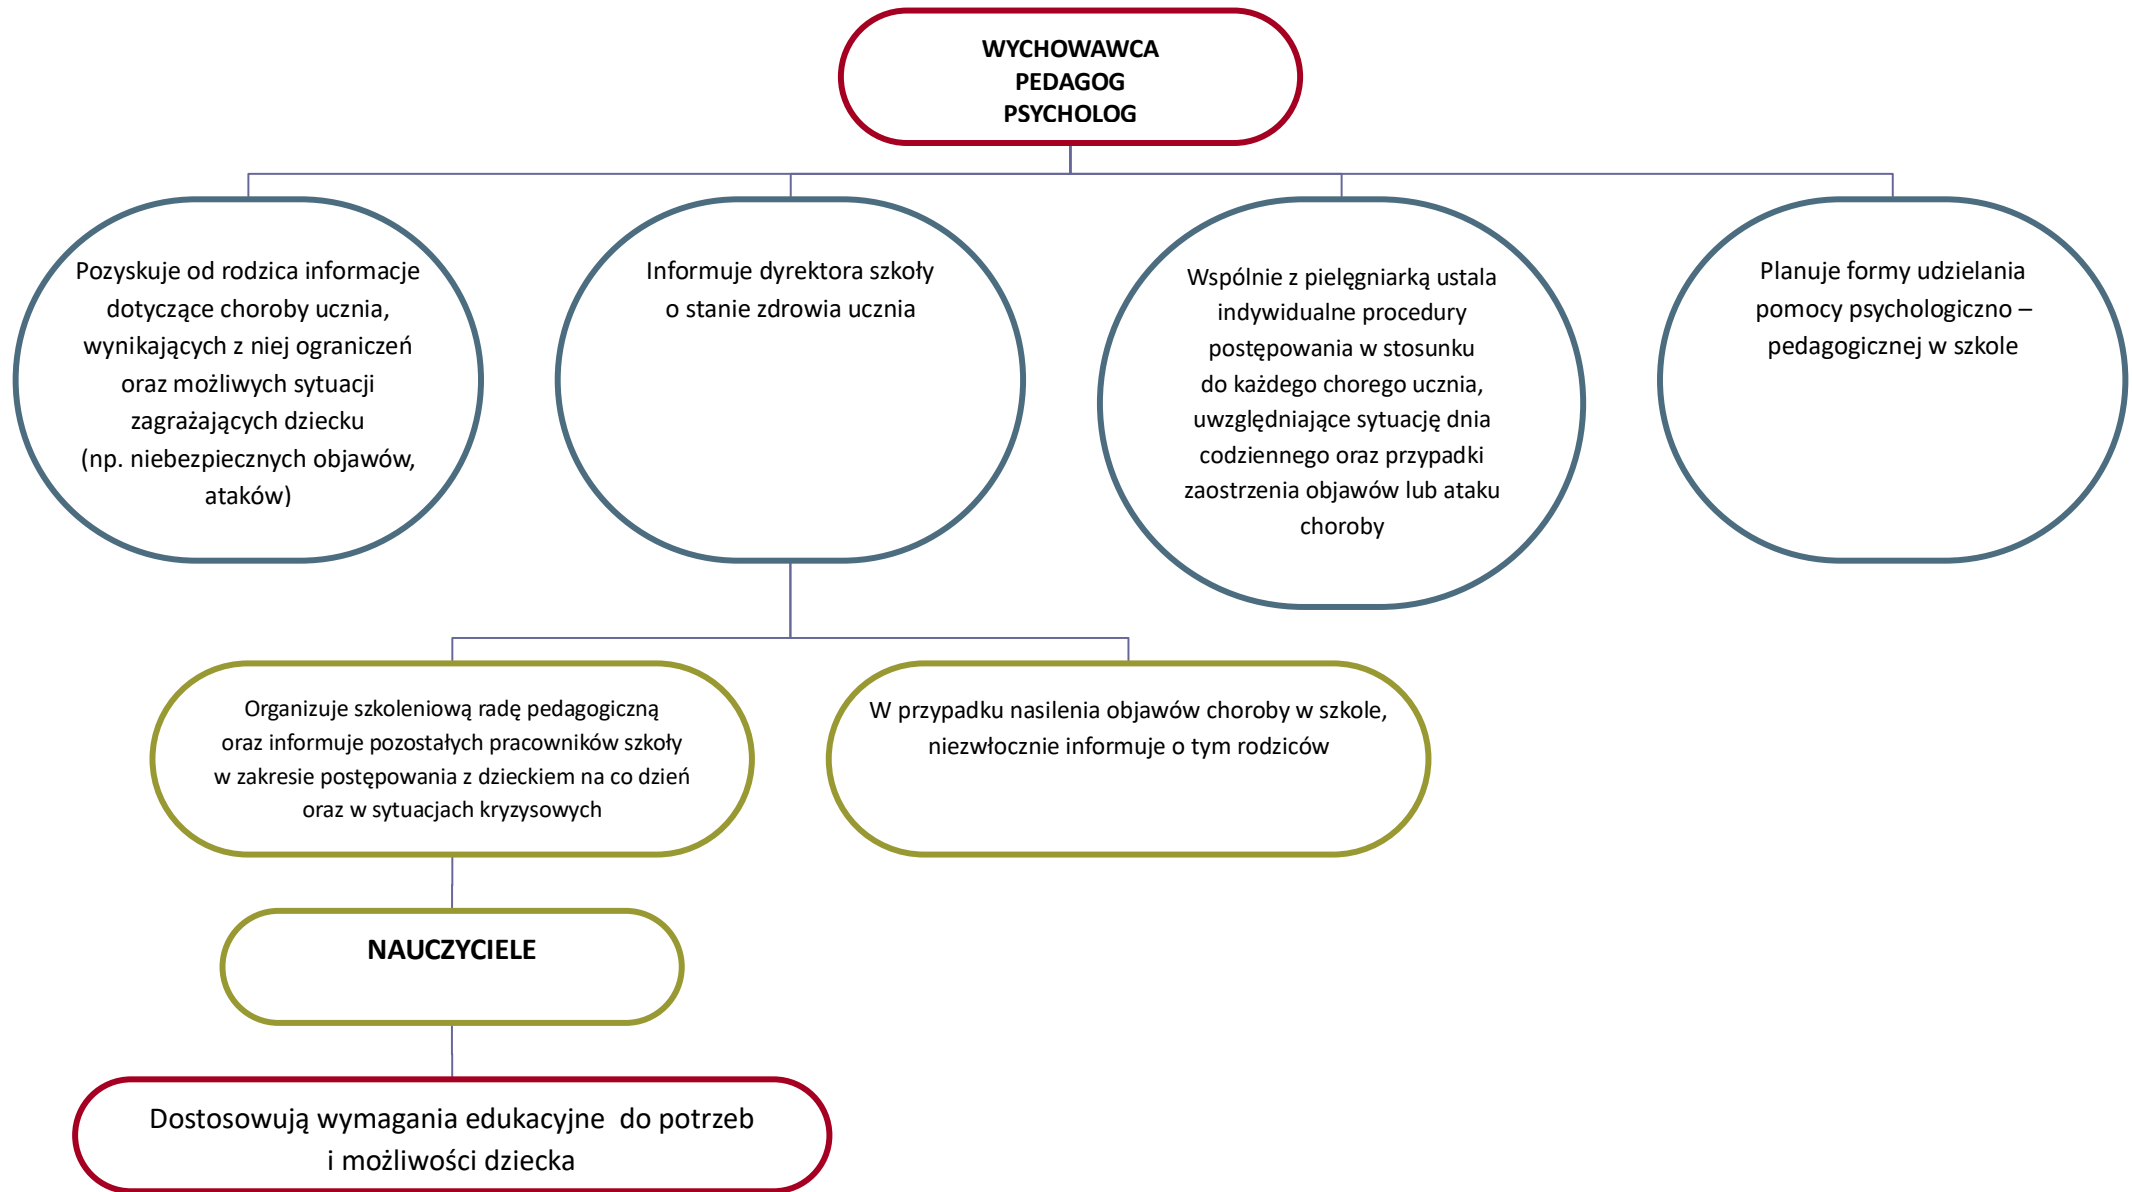 WYCHOWAWCA
PEDAGOG
PSYCHOLOG
Pozyskuje od rodzica informacje
dotyczące choroby ucznia,
wynikających z niej ograniczeń
oraz możliwych sytuacji
zagrażających dziecku
(np. niebezpiecznych objawów,
ataków)
Informuje dyrektora szkoły
o stanie zdrowia ucznia
Wspólnie z pielęgniarką ustala
indywidualne procedury
postępowania w stosunku
do każdego chorego ucznia,
uwzględniające sytuację dnia
codziennego oraz przypadki
zaostrzenia objawów lub ataku
choroby
Planuje formy udzielania
pomocy psychologiczno –
pedagogicznej w szkole
Organizuje szkoleniową radę pedagogiczną
oraz informuje pozostałych pracowników szkoły
w zakresie postępowania z dzieckiem na co dzień
oraz w sytuacjach kryzysowych
W przypadku nasilenia objawów choroby w szkole,
niezwłocznie informuje o tym rodziców
NAUCZYCIELE
Dostosowują wymagania edukacyjne  do potrzeb
i możliwości dziecka